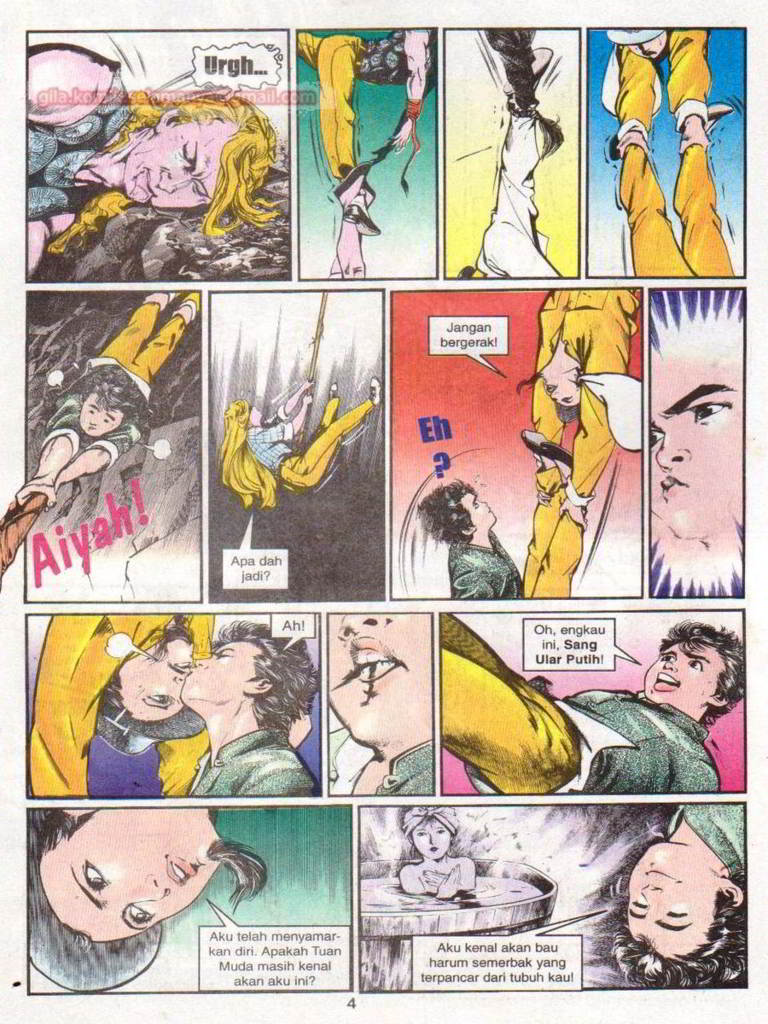 Urgh...
Jangan
bergerak!
Eh
?
Aiyah!
Apa dah
jadi?
Ah!
Oh, engkau
ini, Sang
Ular Putih!
Aku telah menyamar-
kan diri. Apakah Tuan
Muda masih kenal
akan aku ini?
Aku kenal akan bau
harum semerbak yang
terpancar dari tubuh kau!
4